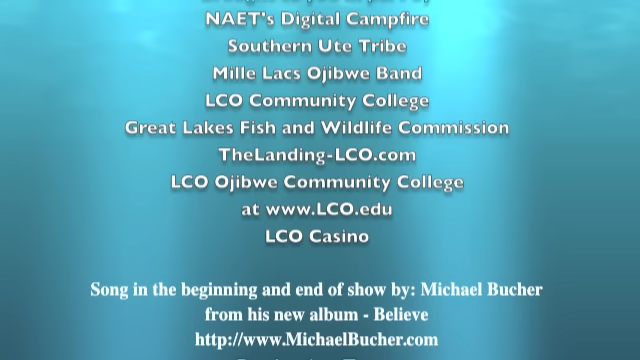 NAET's Digital Campfire
Southern Ute Tribe
Mille Lacs Ojibwe Band
LCO Community College
Great Lakes Fish and Wildlife Commission
TheLanding-LCO.com
LCO Ojibwe Community College
at www.LCO.edu
LCO Casino
Song in the beginning and end of show by: Michael Bucher
from his new album - Believe
http://www.MichaelBucher.com